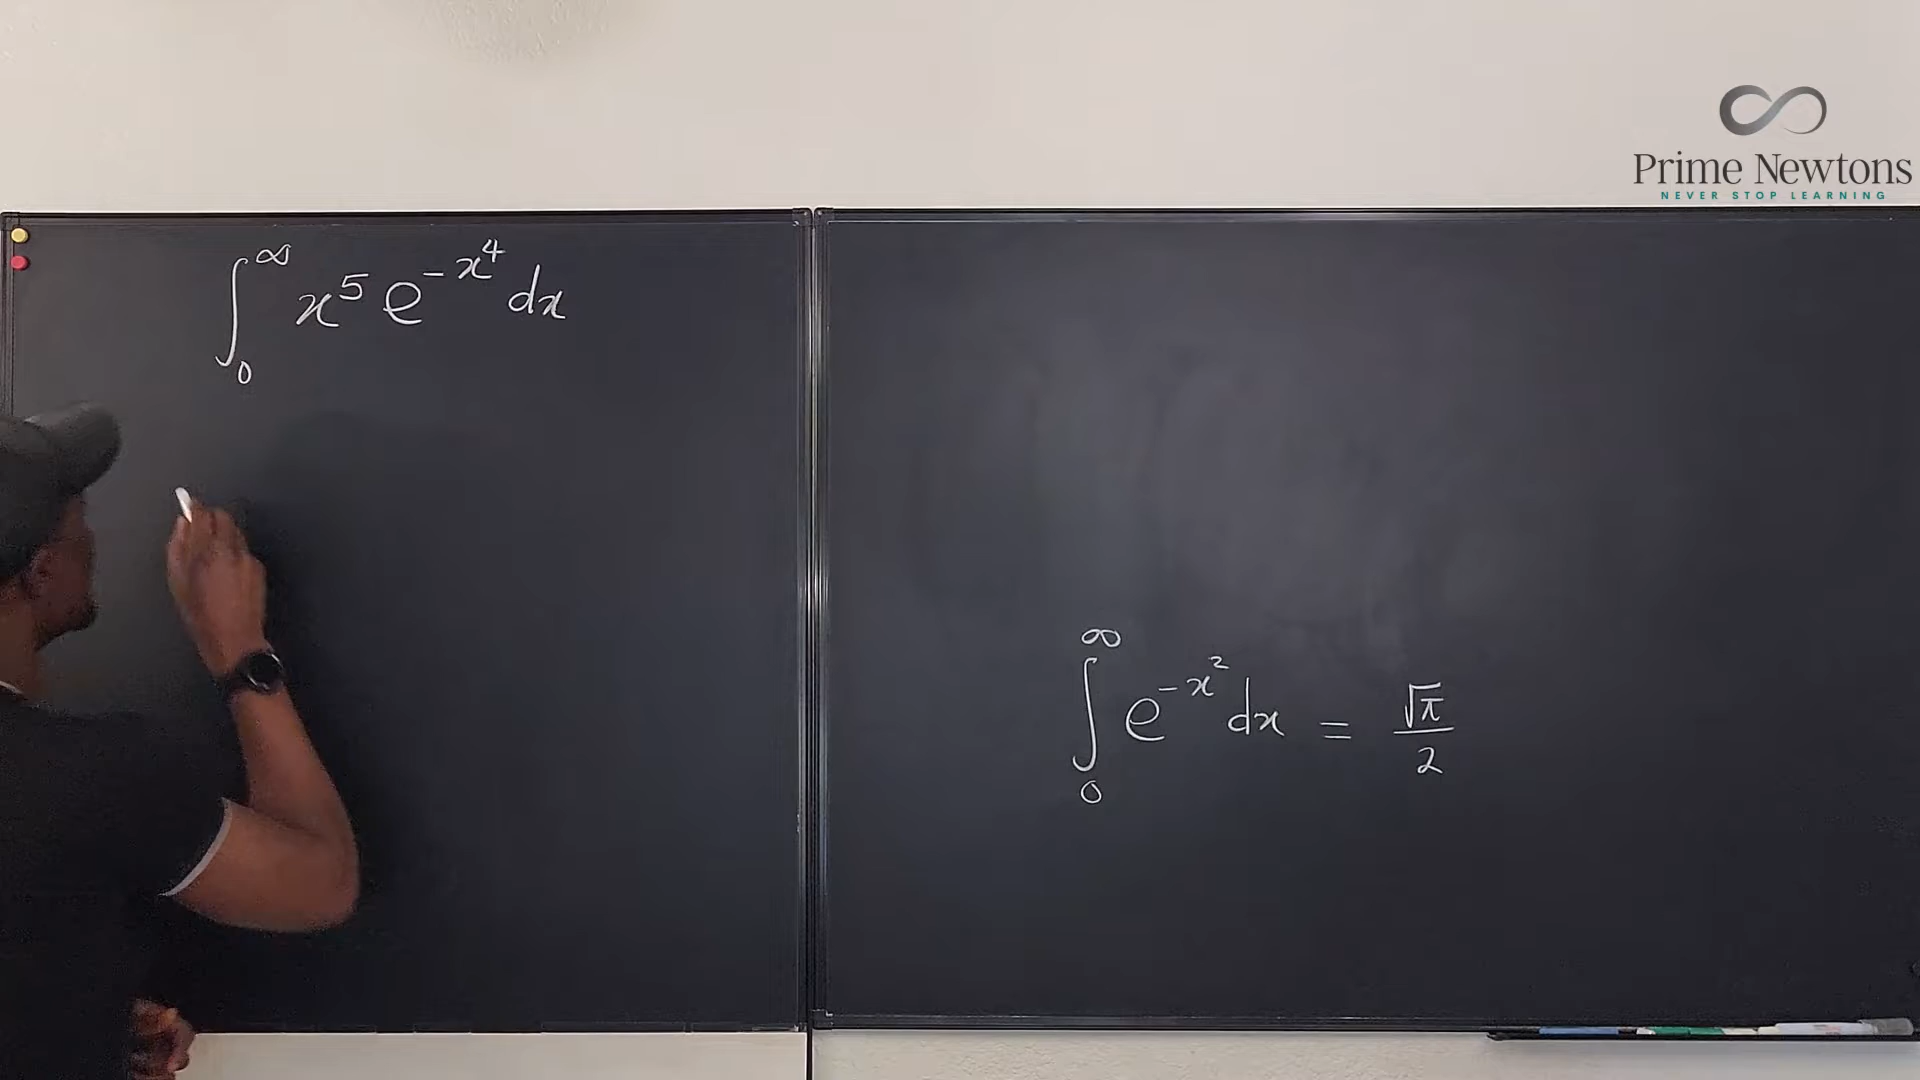 Prime Newtons
NEVER STOP LEARNING
∫₀^∞ x⁵ e^(-x⁴) dx
∫₀^∞ e^(-x²) dx = √π/2